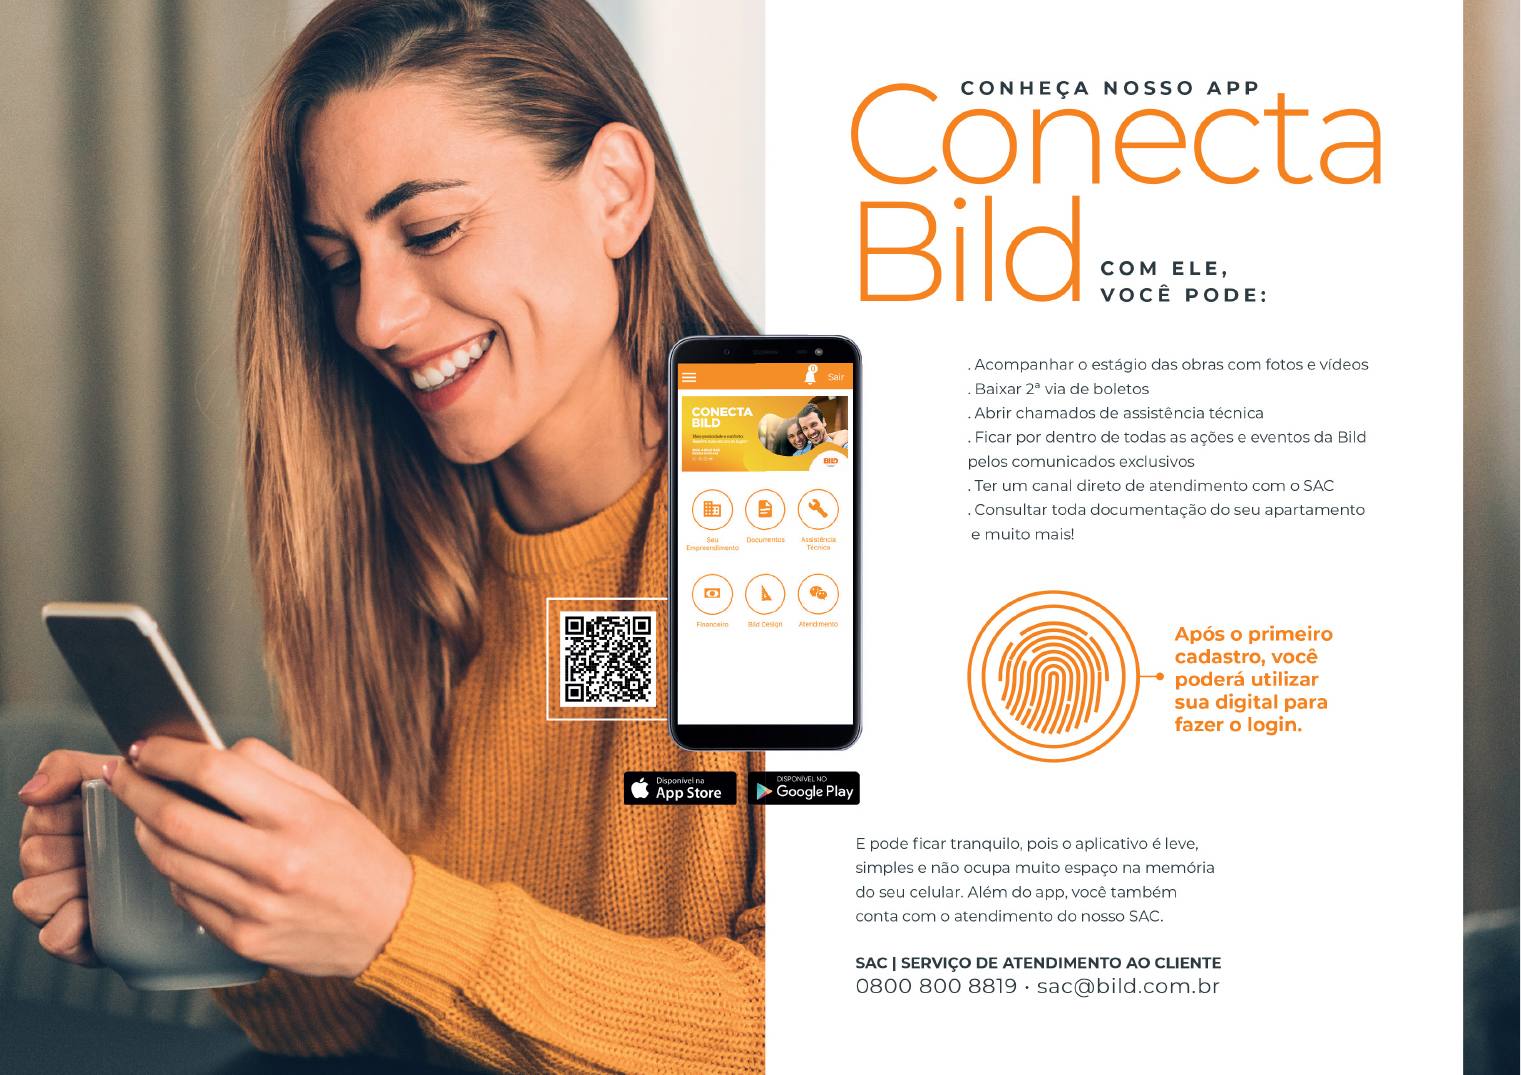 CONHEÇA NOSSO APP
Conecta
Bild
COM ELE,
VOCÊ PODE:
. Acompanhar o estágio das obras com fotos e vídeos
. Baixar 2ª via de boletos
. Abrir chamados de assistência técnica
. Ficar por dentro de todas as ações e eventos da Bild
pelos comunicados exclusivos
. Ter um canal direto de atendimento com o SAC
. Consultar toda documentação do seu apartamento
e muito mais!
0
Sair
CONECTA
BILD
BILD
Seu
Empreendimento
Documentos
Assistência
Técnica
Financeiro
Bild Design
Atendimento
Após o primeiro
cadastro, você
poderá utilizar
sua digital para
fazer o login.
Disponível na
App Store
DISPONÍVEL NO
Google Play
E pode ficar tranquilo, pois o aplicativo é leve,
simples e não ocupa muito espaço na memória
do seu celular. Além do app, você também
conta com o atendimento do nosso SAC.
SAC | SERVIÇO DE ATENDIMENTO AO CLIENTE
0800 800 8819 • sac@bild.com.br